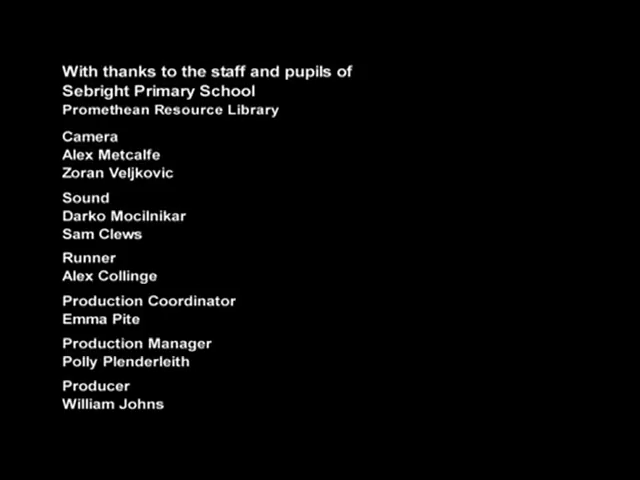 With thanks to the staff and pupils of
Sebright Primary School
Promethean Resource Library
Camera
Alex Metcalfe
Zoran Veljkovic
Sound
Darko Mocilnikar
Sam Clews
Runner
Alex Collinge
Production Coordinator
Emma Pite
Production Manager
Polly Plenderleith
Producer
William Johns